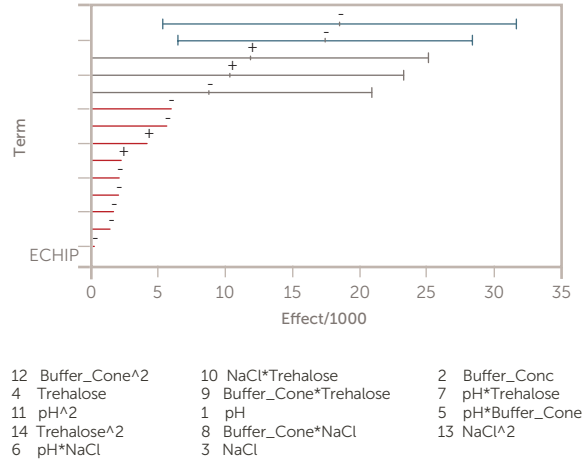 -
-
+
+
-
-
-
+
+
-
-
-
-
-
Term
ECHIP
0 5 10 15 20 25 30 35
Effect/1000
12 Buffer_Cone^2
4 Trehalose
11 pH^2
14 Trehalose^2
6 pH*NaCl
10 NaCl*Trehalose
9 Buffer_Cone*Trehalose
1 pH
8 Buffer_Cone*NaCl
3 NaCl
2 Buffer_Conc
7 pH*Trehalose
5 pH*Buffer_Cone
13 NaCl^2